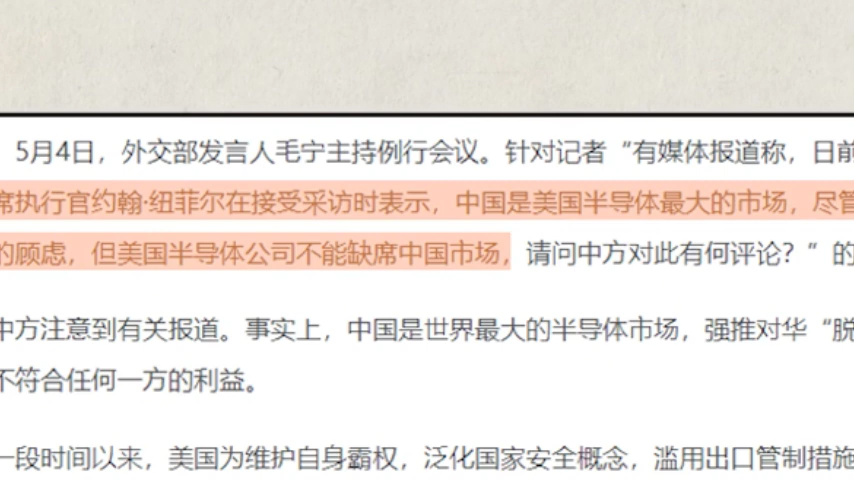 5月4日，外交部发言人毛宁主持例行会议。针对记者“有媒体报道称，日前
席执行官约翰·纽菲尔在接受采访时表示，中国是美国半导体最大的市场，尽管
的顾虑，但美国半导体公司不能缺席中国市场，请问中方对此有何评论？”的
中方注意到有关报道。事实上，中国是世界最大的半导体市场，强推对华“脱
不符合任何一方的利益。
一段时间以来，美国为维护自身霸权，泛化国家安全概念，滥用出口管制措施